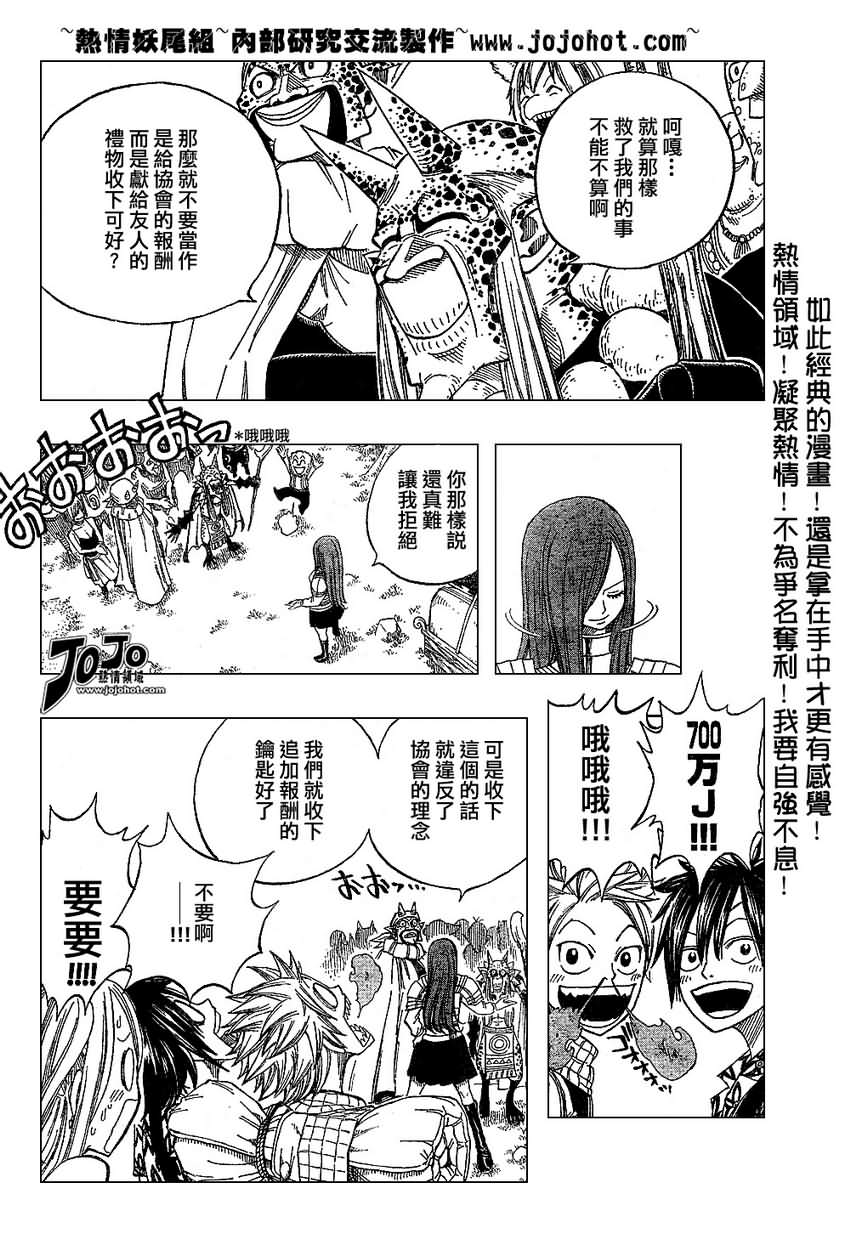 ~熱情妖尾組~內部研究交流製作~www.jojohot.com~
呵嘎…
就算那樣
救了我們的事
不能不算啊
那麼就不要當作
是給協會的報酬
而是獻給友人的
禮物收下可好？
如此經典的漫畫！還是拿在手中才更有感覺！
熱情領域！凝聚熱情！不為爭名奪利！我要自強不息！
你那樣說
還真難
讓我拒絕
おおおおっ
*哦哦哦
JOJO
熱情領域
www.jojohot.com
700万J!!!
哦哦哦!!!
可是收下
這個的話
就違反了
協會的理念
我們就收下
追加報酬的
鑰匙好了
おお…
不要啊
——!!!
要要!!!!